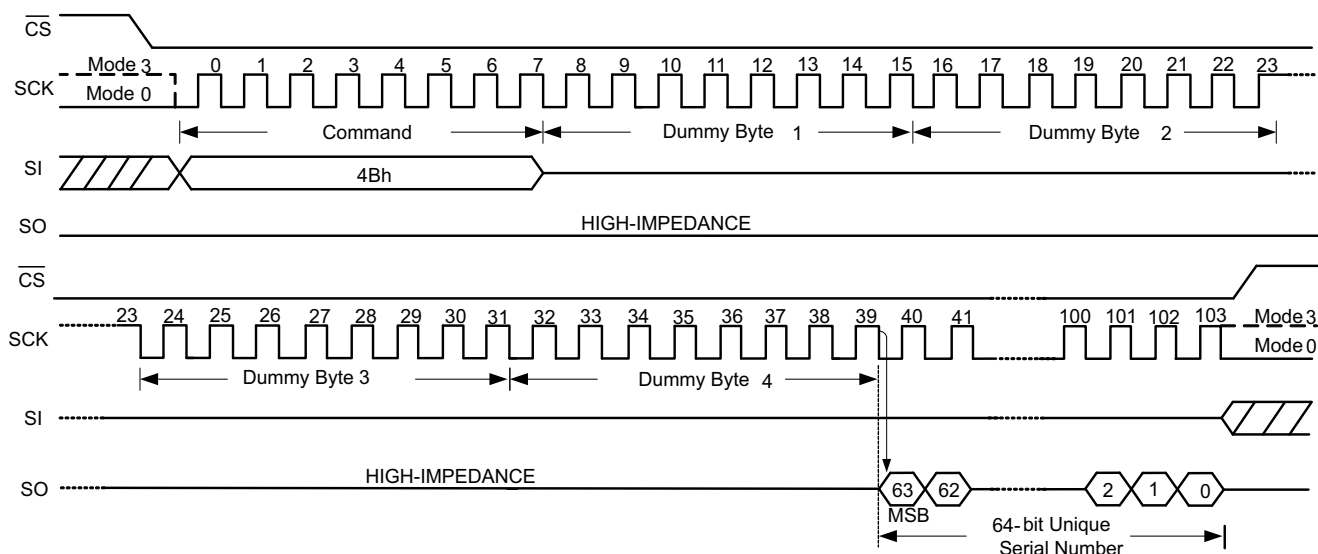 CS
Mode 3 0 1 2 3 4 5 6 7 8 9 10 11 12 13 14 15 16 17 18 19 20 21 22 23
SCK
Mode 0
Command Dummy Byte 1 Dummy Byte 2
SI 4Bh
SO HIGH-IMPEDANCE
CS
23 24 25 26 27 28 29 30 31 32 33 34 35 36 37 38 39 40 41 100 101 102 103 Mode 3
SCK Mode 0
Dummy Byte 3 Dummy Byte 4
SI
HIGH-IMPEDANCE
SO 63 62 2 1 0
MSB
64-bit Unique
Serial Number